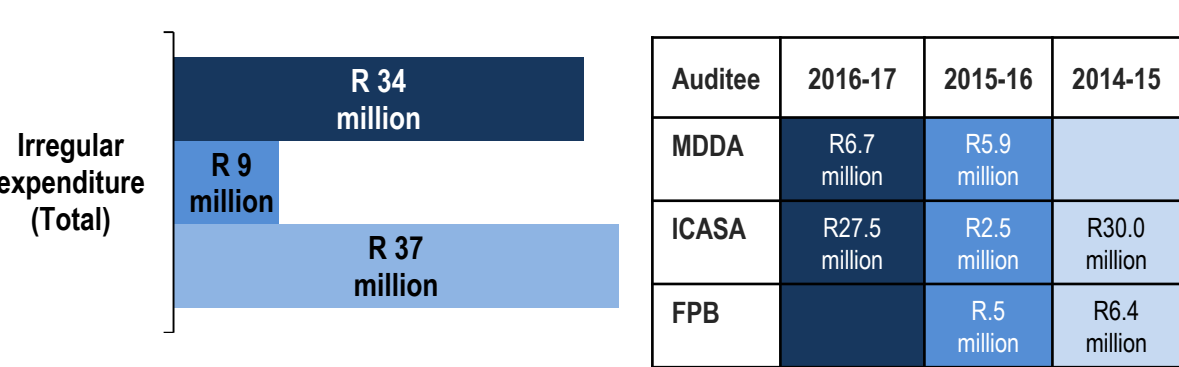 Irregular
expenditure
(Total)
R 34
million
R 9
million
R 37
million
Auditee 2016-17 2015-16 2014-15
MDDA R6.7 million R5.9 million
ICASA R27.5 million R2.5 million R30.0 million
FPB R.5 million R6.4 million